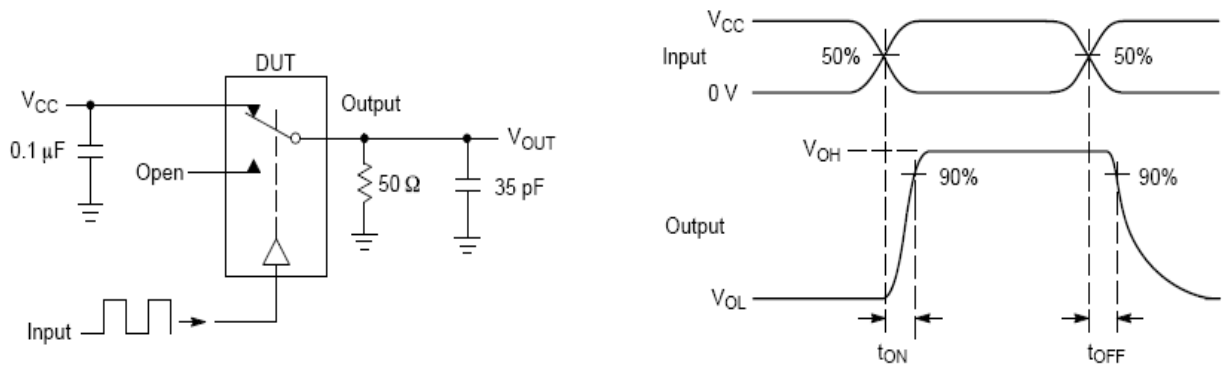 DUT
VCC
Output
VOUT
0.1 µF
Open
50 Ω
35 pF
Input
VCC
Input
50%
50%
0 V
VOH
90%
90%
Output
VOL
tON
tOFF